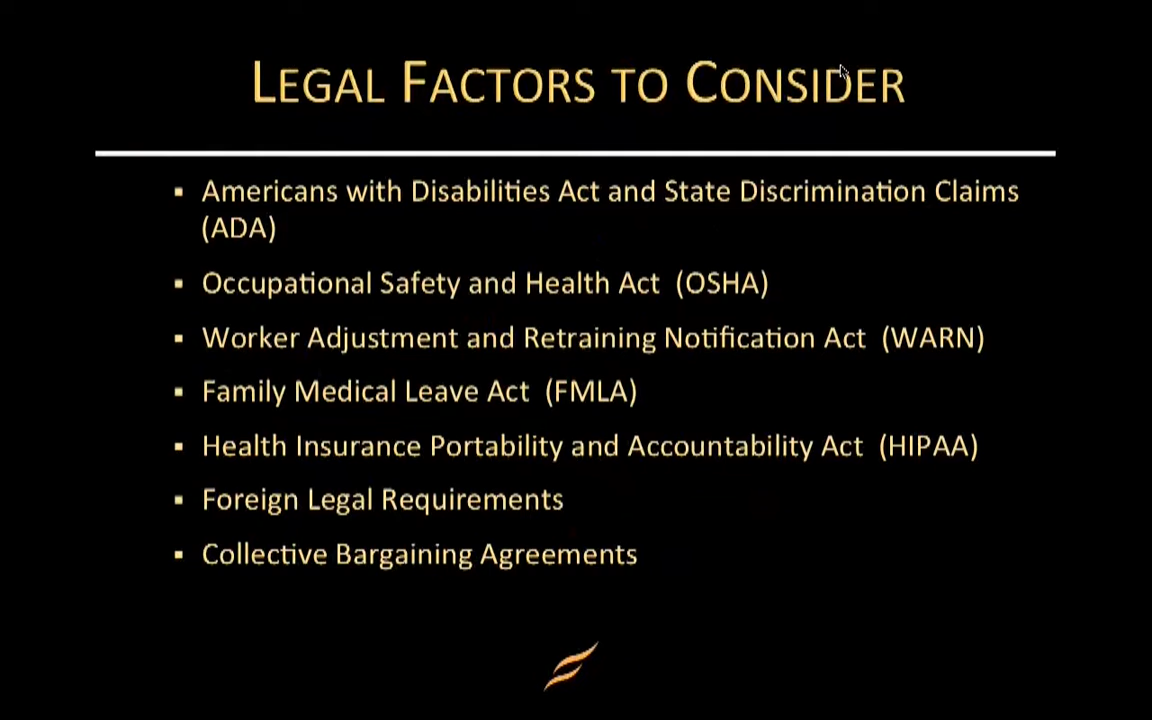 LEGAL FACTORS TO CONSIDER
▪ Americans with Disabilities Act and State Discrimination Claims
(ADA)
▪ Occupational Safety and Health Act (OSHA)
▪ Worker Adjustment and Retraining Notification Act (WARN)
▪ Family Medical Leave Act (FMLA)
▪ Health Insurance Portability and Accountability Act (HIPAA)
▪ Foreign Legal Requirements
▪ Collective Bargaining Agreements